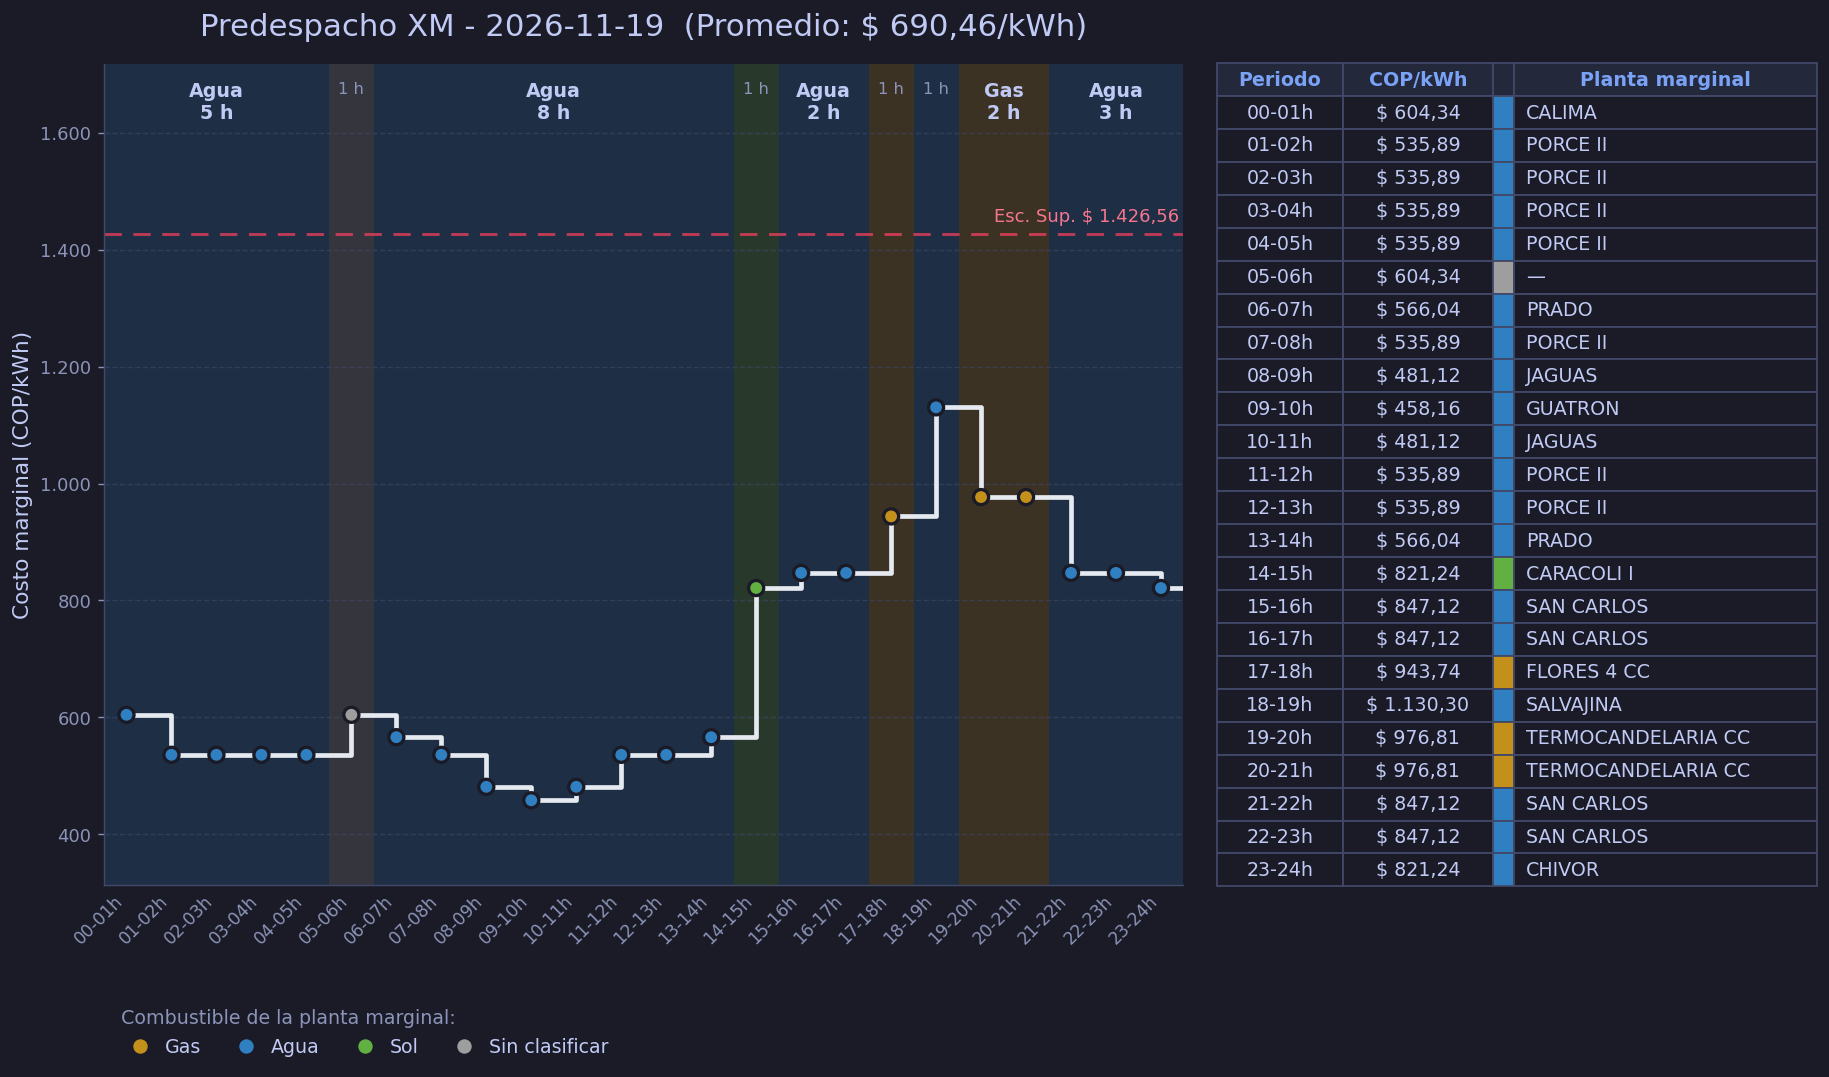 Predespacho XM - 2026-11-19  (Promedio: $ 690,46/kWh)
Agua
5 h
1 h
Agua
8 h
1 h
Agua
2 h
1 h
1 h
Gas
2 h
Agua
3 h
Esc. Sup. $ 1.426,56
Costo marginal (COP/kWh)
1.600
1.400
1.200
1.000
800
600
400
00-01h
01-02h
02-03h
03-04h
04-05h
05-06h
06-07h
07-08h
08-09h
09-10h
10-11h
11-12h
12-13h
13-14h
14-15h
15-16h
16-17h
17-18h
18-19h
19-20h
20-21h
21-22h
22-23h
23-24h
Combustible de la planta marginal:
Gas Agua Sol Sin clasificar
Periodo COP/kWh Planta marginal
00-01h $ 604,34 CALIMA
01-02h $ 535,89 PORCE II
02-03h $ 535,89 PORCE II
03-04h $ 535,89 PORCE II
04-05h $ 535,89 PORCE II
05-06h $ 604,34 —
06-07h $ 566,04 PRADO
07-08h $ 535,89 PORCE II
08-09h $ 481,12 JAGUAS
09-10h $ 458,16 GUATRON
10-11h $ 481,12 JAGUAS
11-12h $ 535,89 PORCE II
12-13h $ 535,89 PORCE II
13-14h $ 566,04 PRADO
14-15h $ 821,24 CARACOLI I
15-16h $ 847,12 SAN CARLOS
16-17h $ 847,12 SAN CARLOS
17-18h $ 943,74 FLORES 4 CC
18-19h $ 1.130,30 SALVAJINA
19-20h $ 976,81 TERMOCANDELARIA CC
20-21h $ 976,81 TERMOCANDELARIA CC
21-22h $ 847,12 SAN CARLOS
22-23h $ 847,12 SAN CARLOS
23-24h $ 821,24 CHIVOR